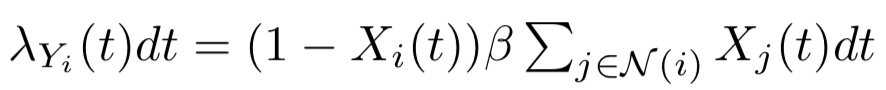 λ_{Y_i}(t)dt = (1 − X_i(t))β ∑_{j∈𝒩(i)} X_j(t)dt